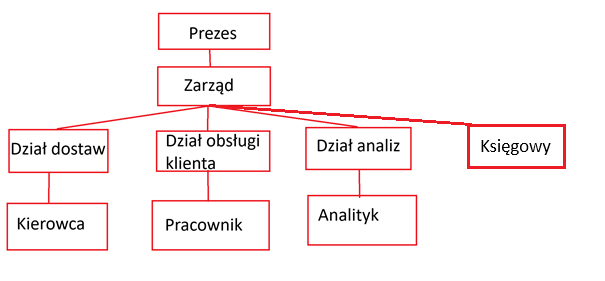 Prezes
Zarząd
Dział dostaw
Dział obsługi
klienta
Dział analiz
Księgowy
Kierowca
Pracownik
Analityk